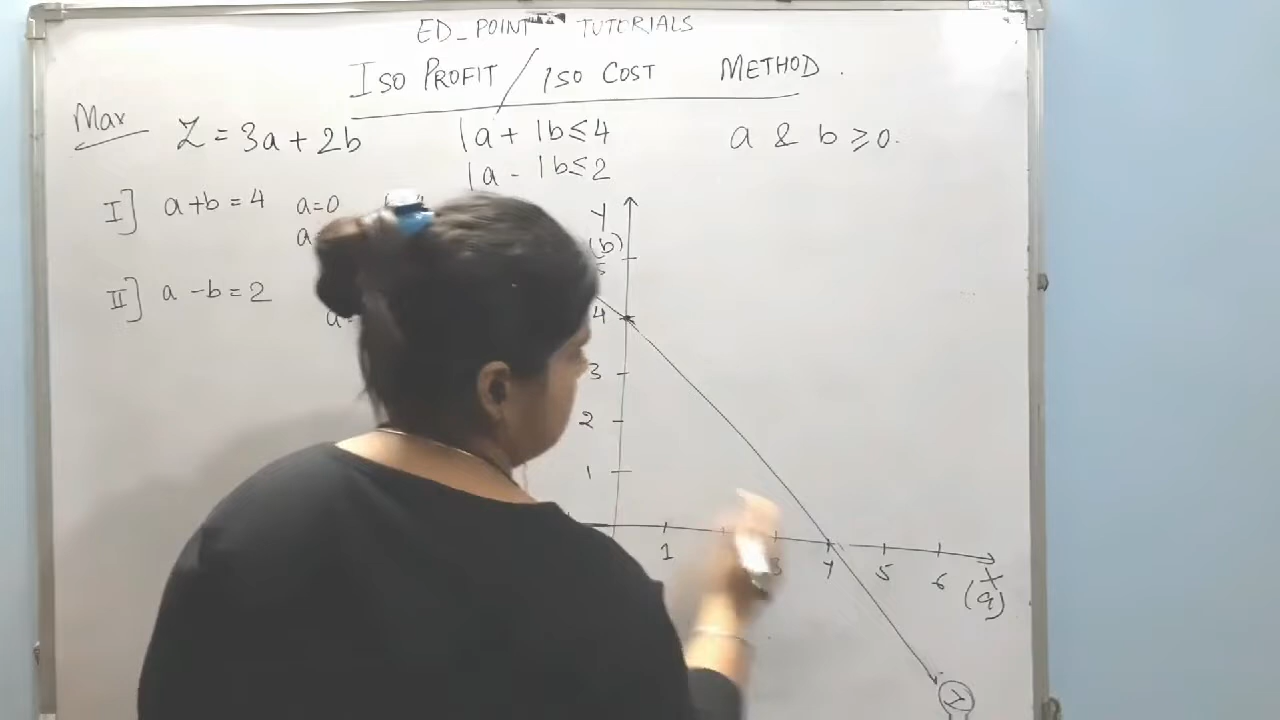 ED_POINT TUTORIALS
ISO PROFIT / ISO COST METHOD.
Max Z = 3a + 2b 1a + 1b ≤ 4 a & b ≥ 0.
1a - 1b ≤ 2
I] a + b = 4 a=0
a
II] a - b = 2
a=
Y
(b)
5
4
3
2
1
1 3 4 5 6 X
(a)
I